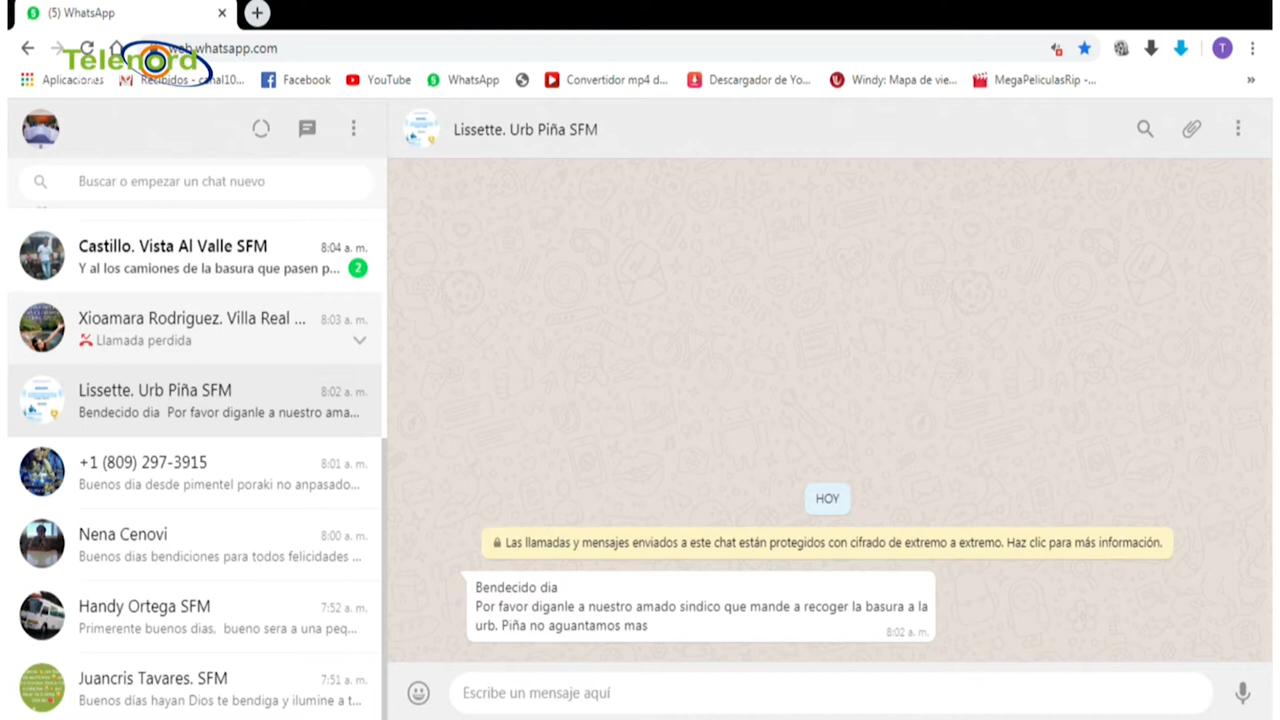 (5) WhatsApp
Telenord
web.whatsapp.com
T
Aplicaciones
Recibidos - canal10...
Facebook
YouTube
WhatsApp
Convertidor mp4 d...
Descargador de Yo...
Windy: Mapa de vie...
MegaPeliculasRip -...
»
Buscar o empezar un chat nuevo
Castillo. Vista Al Valle SFM 8:04 a. m.
Y al los camiones de la basura que pasen p... 2
Xioamara Rodriguez. Villa Real ... 8:03 a. m.
Llamada perdida
Lissette. Urb Piña SFM 8:02 a. m.
Bendecido dia Por favor diganle a nuestro ama...
+1 (809) 297-3915 8:01 a. m.
Buenos dia desde pimentel poraki no anpasado...
Nena Cenovi 8:00 a. m.
Buenos dias bendiciones para todos felicidades ...
Handy Ortega SFM 7:52 a. m.
Primerente buenos dias, bueno sera a una peq...
Juancris Tavares. SFM 7:51 a. m.
Buenos días hayan Dios te bendiga y ilumine a t...
Lissette. Urb Piña SFM
HOY
Las llamadas y mensajes enviados a este chat están protegidos con cifrado de extremo a extremo. Haz clic para más información.
Bendecido dia
Por favor diganle a nuestro amado sindico que mande a recoger la basura a la
urb. Piña no aguantamos mas
8:02 a. m.
Escribe un mensaje aquí